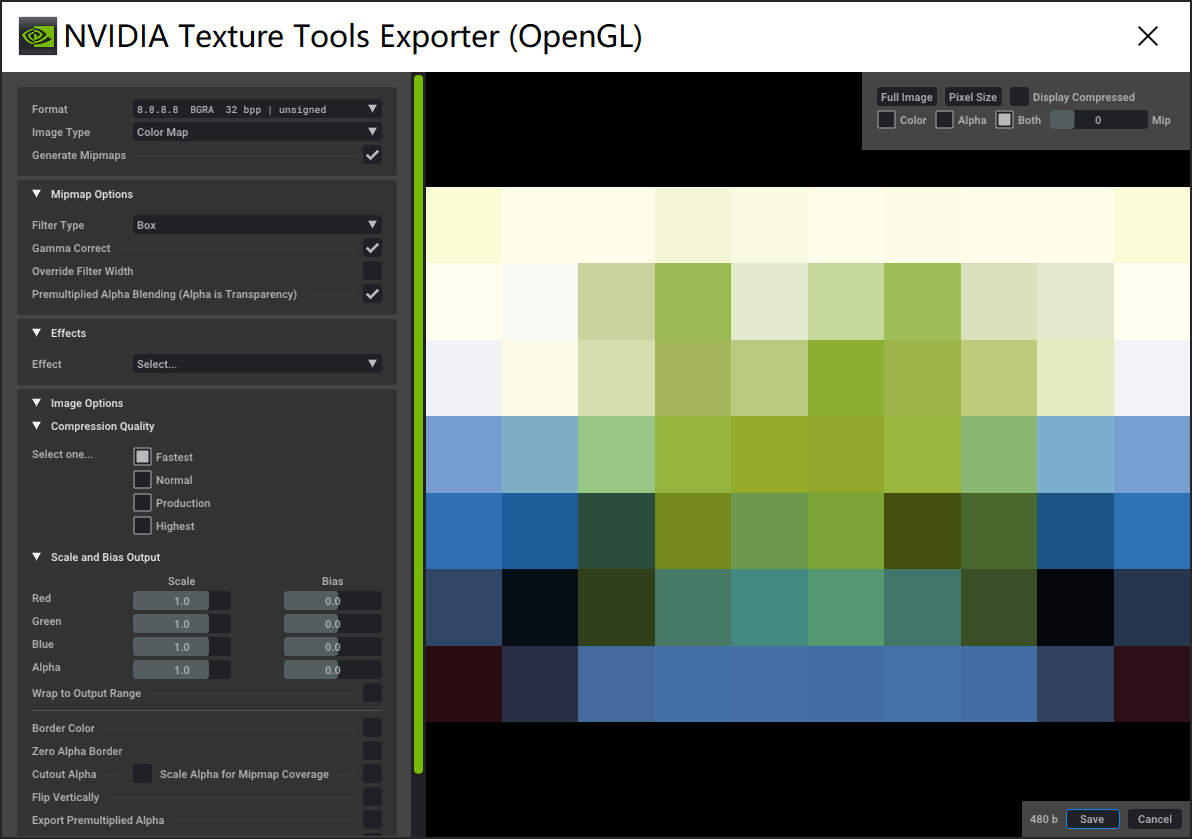 NVIDIA Texture Tools Exporter (OpenGL)
Format 8.8.8.8 BGRA 32 bpp | unsigned
Image Type Color Map
Generate Mipmaps
Mipmap Options
Filter Type Box
Gamma Correct
Override Filter Width
Premultiplied Alpha Blending (Alpha is Transparency)
Effects
Effect Select...
Image Options
Compression Quality
Select one... Fastest
Normal
Production
Highest
Scale and Bias Output
Scale Bias
Red 1.0 0.0
Green 1.0 0.0
Blue 1.0 0.0
Alpha 1.0 0.0
Wrap to Output Range
Border Color
Zero Alpha Border
Cutout Alpha Scale Alpha for Mipmap Coverage
Flip Vertically
Export Premultiplied Alpha
Full Image Pixel Size Display Compressed
Color Alpha Both 0 Mip
480 b Save Cancel